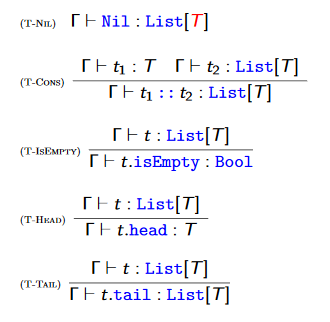 (T-Nil) Γ ⊢ Nil : List[T]
Γ ⊢ t₁ : T Γ ⊢ t₂ : List[T]
(T-Cons)
Γ ⊢ t₁ :: t₂ : List[T]
Γ ⊢ t : List[T]
(T-IsEmpty)
Γ ⊢ t.isEmpty : Bool
Γ ⊢ t : List[T]
(T-Head)
Γ ⊢ t.head : T
Γ ⊢ t : List[T]
(T-Tail)
Γ ⊢ t.tail : List[T]